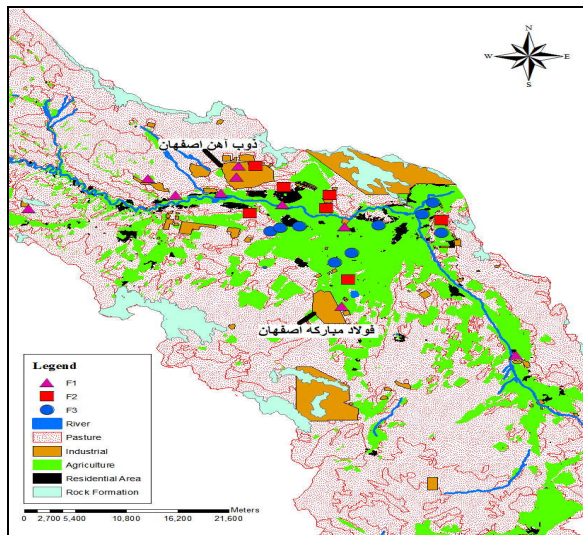 N
W E
S
ذوب آهن اصفهان
فولاد مبارکه اصفهان
Legend
F1
F2
F3
River
Pasture
Industrial
Agriculture
Residential Area
Rock Formation
Meters
0 2,700 5,400 10,800 16,200 21,600